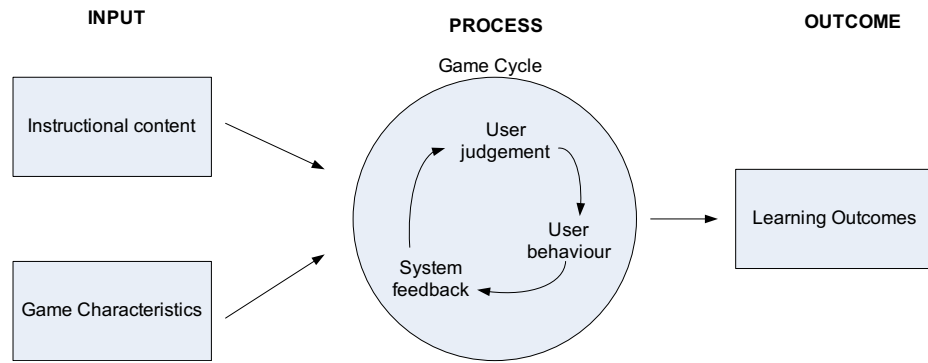 INPUT
PROCESS
OUTCOME
Game Cycle
Instructional content
User
judgement
User
behaviour
System
feedback
Learning Outcomes
Game Characteristics